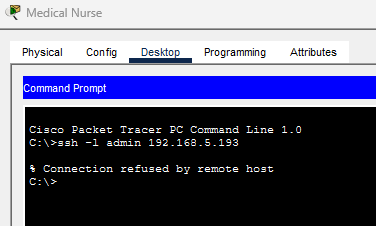 Medical Nurse
Physical Config Desktop Programming Attributes
Command Prompt
Cisco Packet Tracer PC Command Line 1.0
C:\>ssh -l admin 192.168.5.193
% Connection refused by remote host
C:\>